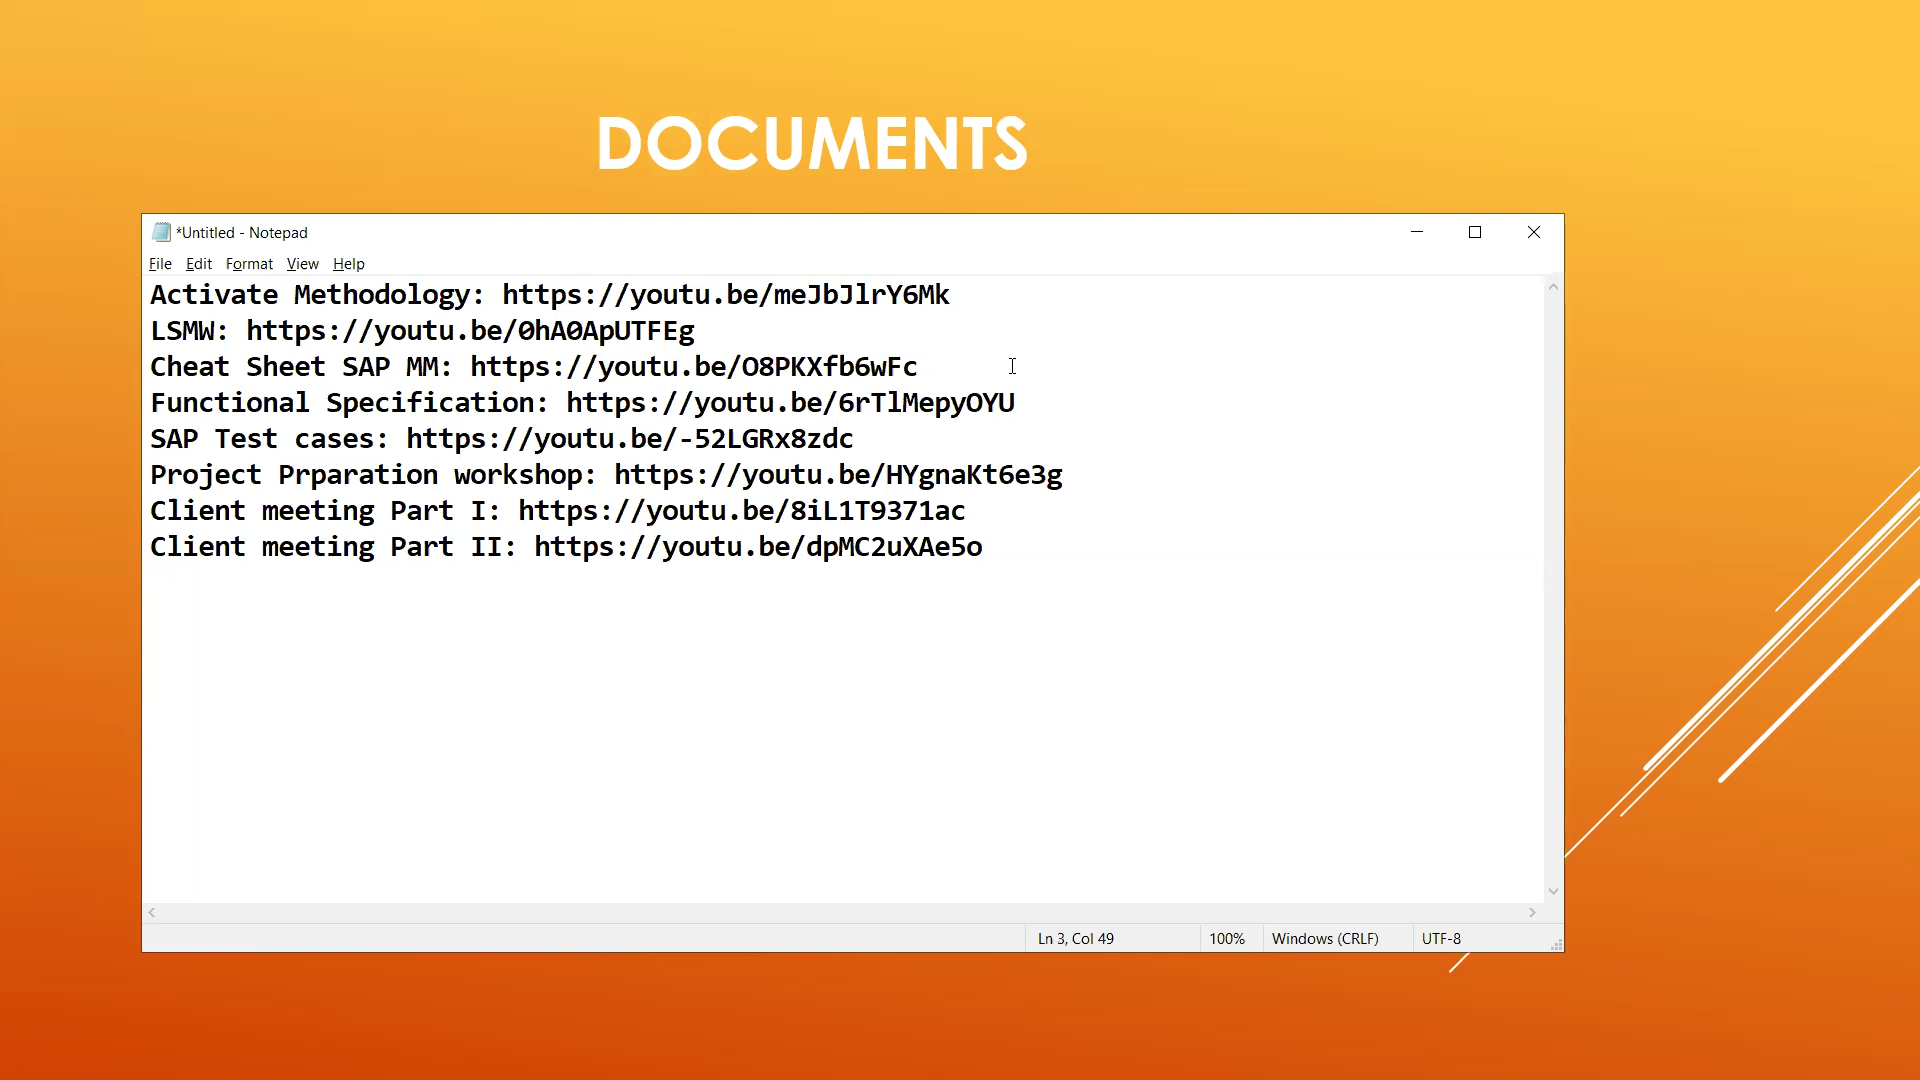 DOCUMENTS
*Untitled - Notepad
File Edit Format View Help
Activate Methodology: https://youtu.be/meJbJlrY6Mk
LSMW: https://youtu.be/0hA0ApUTFEg
Cheat Sheet SAP MM: https://youtu.be/O8PKXfb6wFc
Functional Specification: https://youtu.be/6rTlMepyOYU
SAP Test cases: https://youtu.be/-52LGRx8zdc
Project Prparation workshop: https://youtu.be/HYgnaKt6e3g
Client meeting Part I: https://youtu.be/8iL1T9371ac
Client meeting Part II: https://youtu.be/dpMC2uXAe5o
Ln 3, Col 49 100% Windows (CRLF) UTF-8